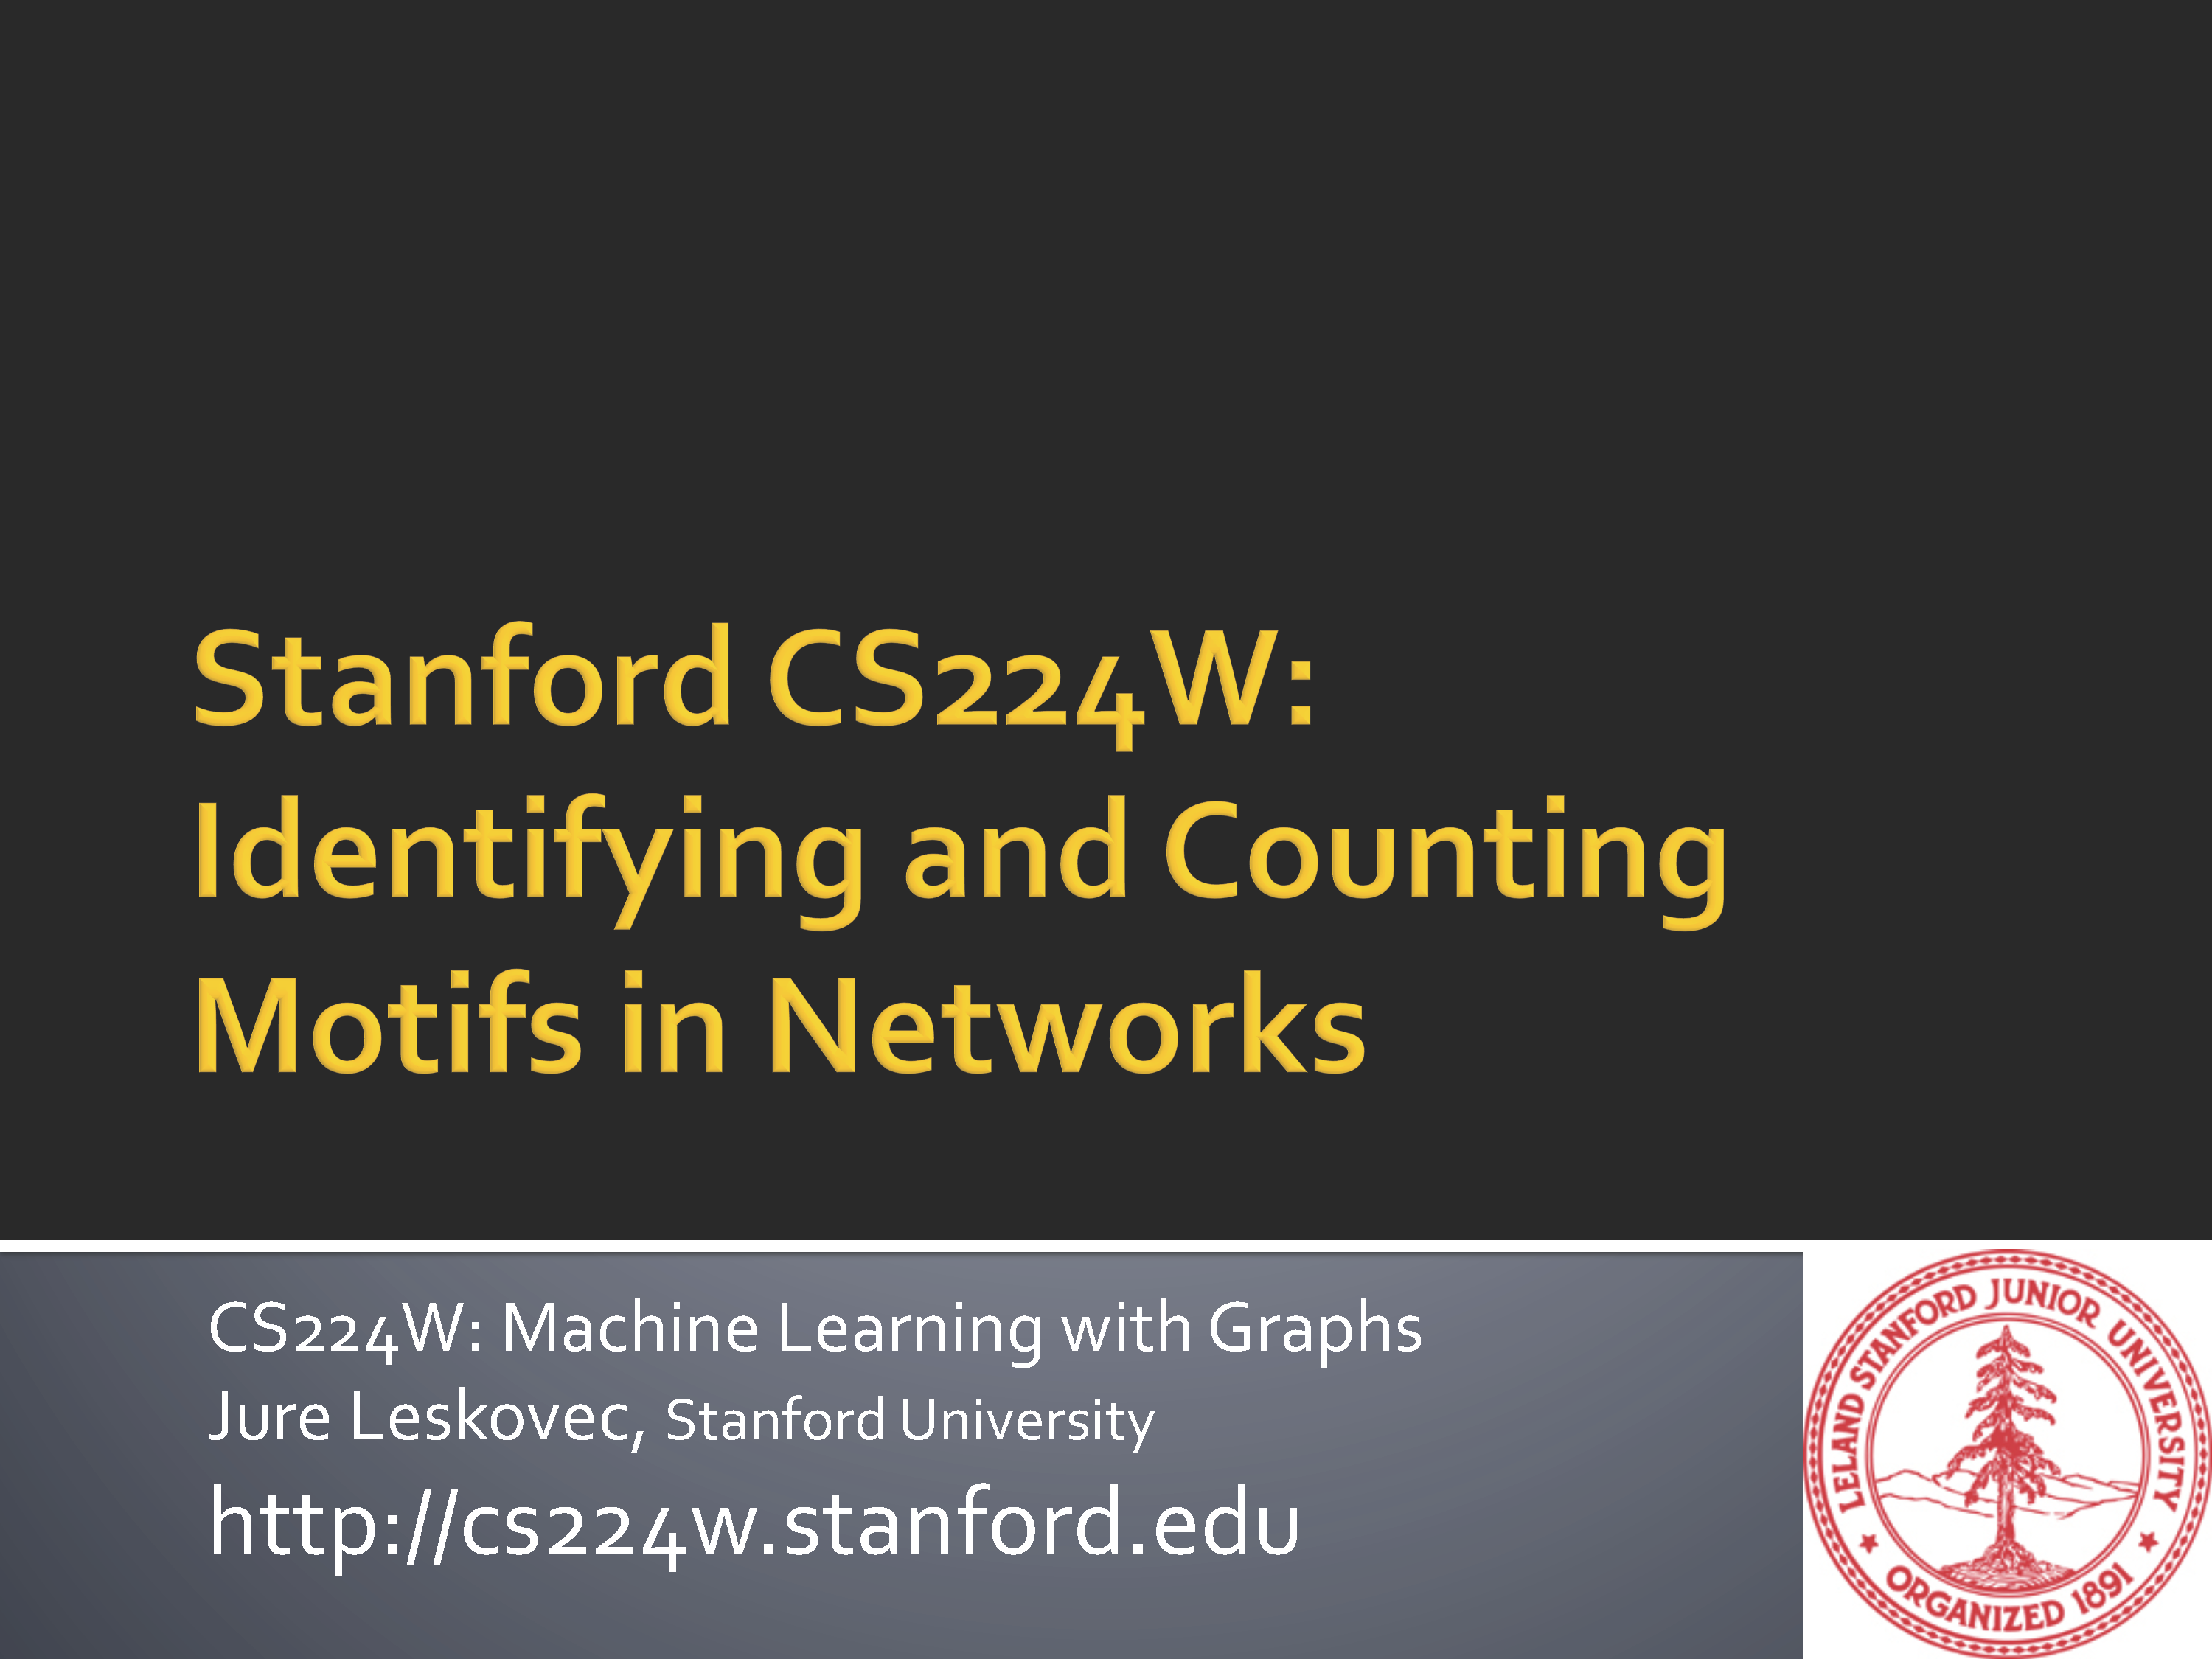 Stanford CS224W:
Identifying and Counting
Motifs in Networks
CS224W: Machine Learning with Graphs
Jure Leskovec, Stanford University
http://cs224w.stanford.edu
LELAND STANFORD JUNIOR UNIVERSITY
ORGANIZED 1891